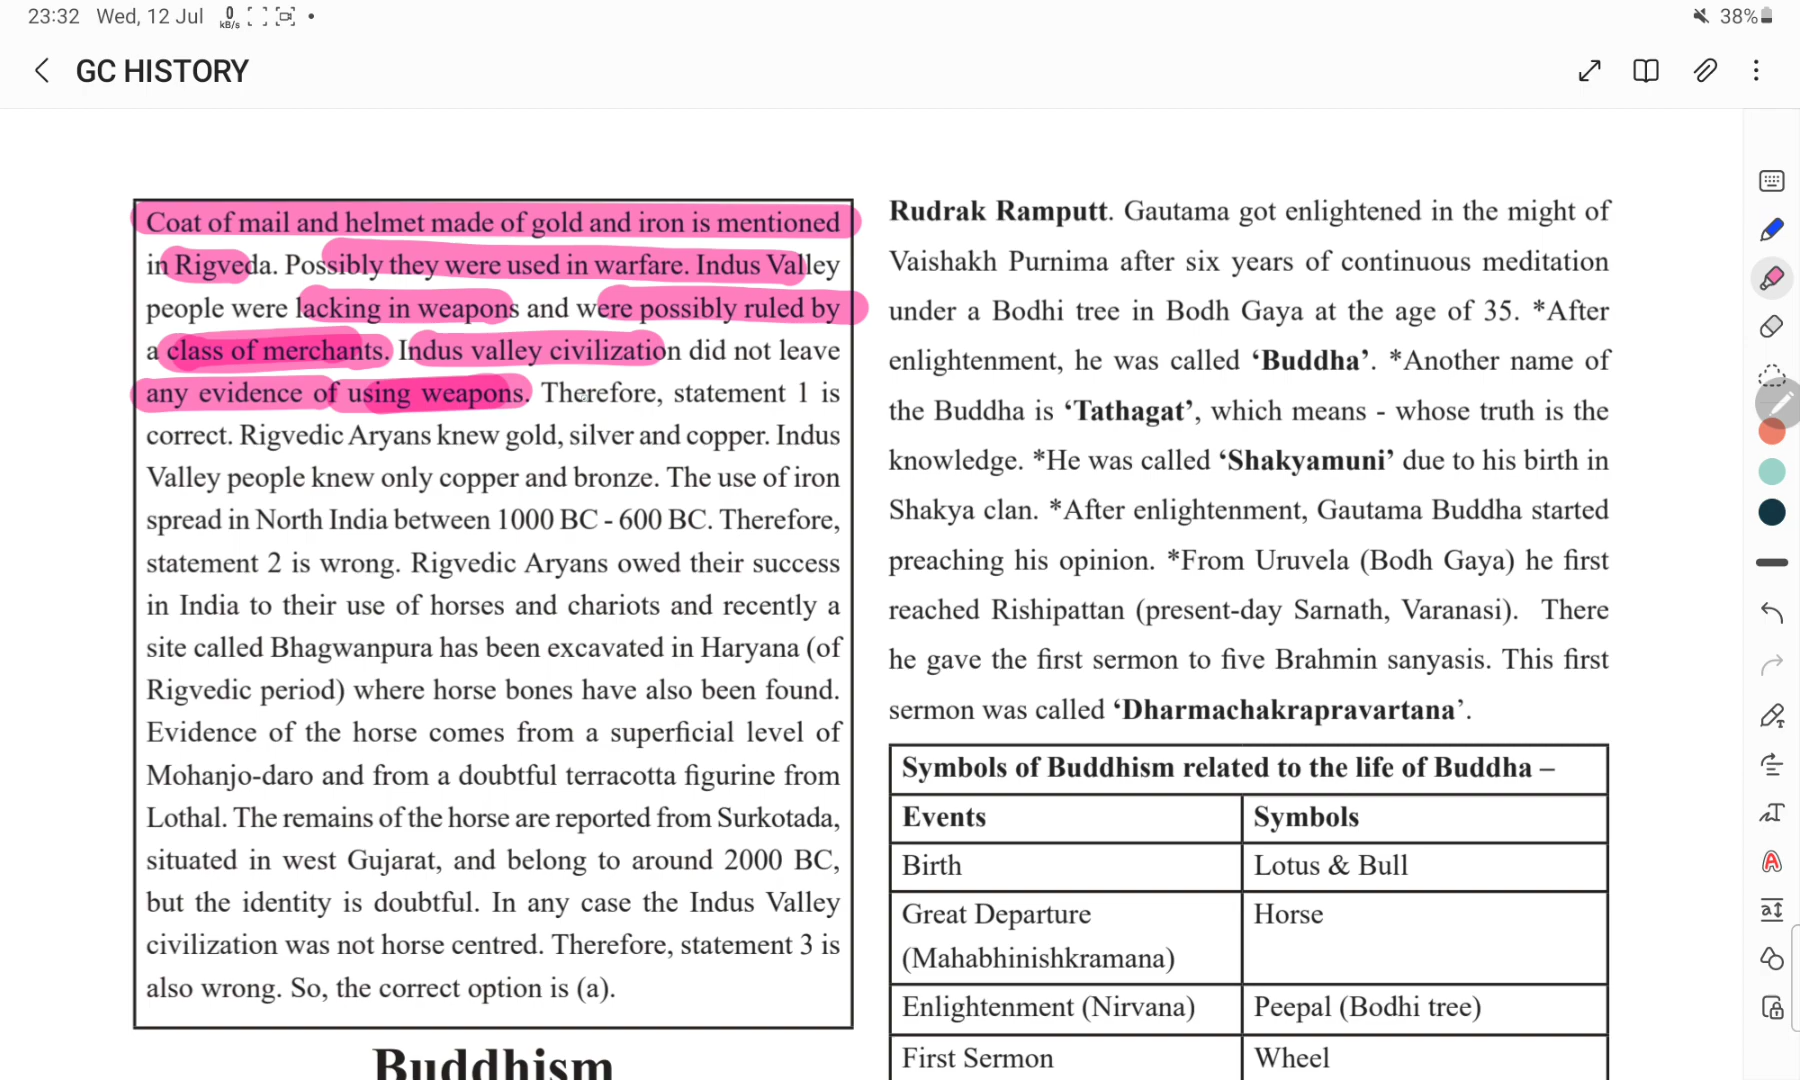 23:32 Wed, 12 Jul 0 kB/s 38%
GC HISTORY
Coat of mail and helmet made of gold and iron is mentioned
in Rigveda. Possibly they were used in warfare. Indus Valley
people were lacking in weapons and were possibly ruled by
a class of merchants. Indus valley civilization did not leave
any evidence of using weapons. Therefore, statement 1 is
correct. Rigvedic Aryans knew gold, silver and copper. Indus
Valley people knew only copper and bronze. The use of iron
spread in North India between 1000 BC - 600 BC. Therefore,
statement 2 is wrong. Rigvedic Aryans owed their success
in India to their use of horses and chariots and recently a
site called Bhagwanpura has been excavated in Haryana (of
Rigvedic period) where horse bones have also been found.
Evidence of the horse comes from a superficial level of
Mohanjo-daro and from a doubtful terracotta figurine from
Lothal. The remains of the horse are reported from Surkotada,
situated in west Gujarat, and belong to around 2000 BC,
but the identity is doubtful. In any case the Indus Valley
civilization was not horse centred. Therefore, statement 3 is
also wrong. So, the correct option is (a).
Buddhism
Rudrak Ramputt. Gautama got enlightened in the might of
Vaishakh Purnima after six years of continuous meditation
under a Bodhi tree in Bodh Gaya at the age of 35. *After
enlightenment, he was called ‘Buddha’. *Another name of
the Buddha is ‘Tathagat’, which means - whose truth is the
knowledge. *He was called ‘Shakyamuni’ due to his birth in
Shakya clan. *After enlightenment, Gautama Buddha started
preaching his opinion. *From Uruvela (Bodh Gaya) he first
reached Rishipattan (present-day Sarnath, Varanasi). There
he gave the first sermon to five Brahmin sanyasis. This first
sermon was called ‘Dharmachakrapravartana’.
Symbols of Buddhism related to the life of Buddha –
Events Symbols
Birth Lotus & Bull
Great Departure Horse
(Mahabhinishkramana)
Enlightenment (Nirvana) Peepal (Bodhi tree)
First Sermon Wheel